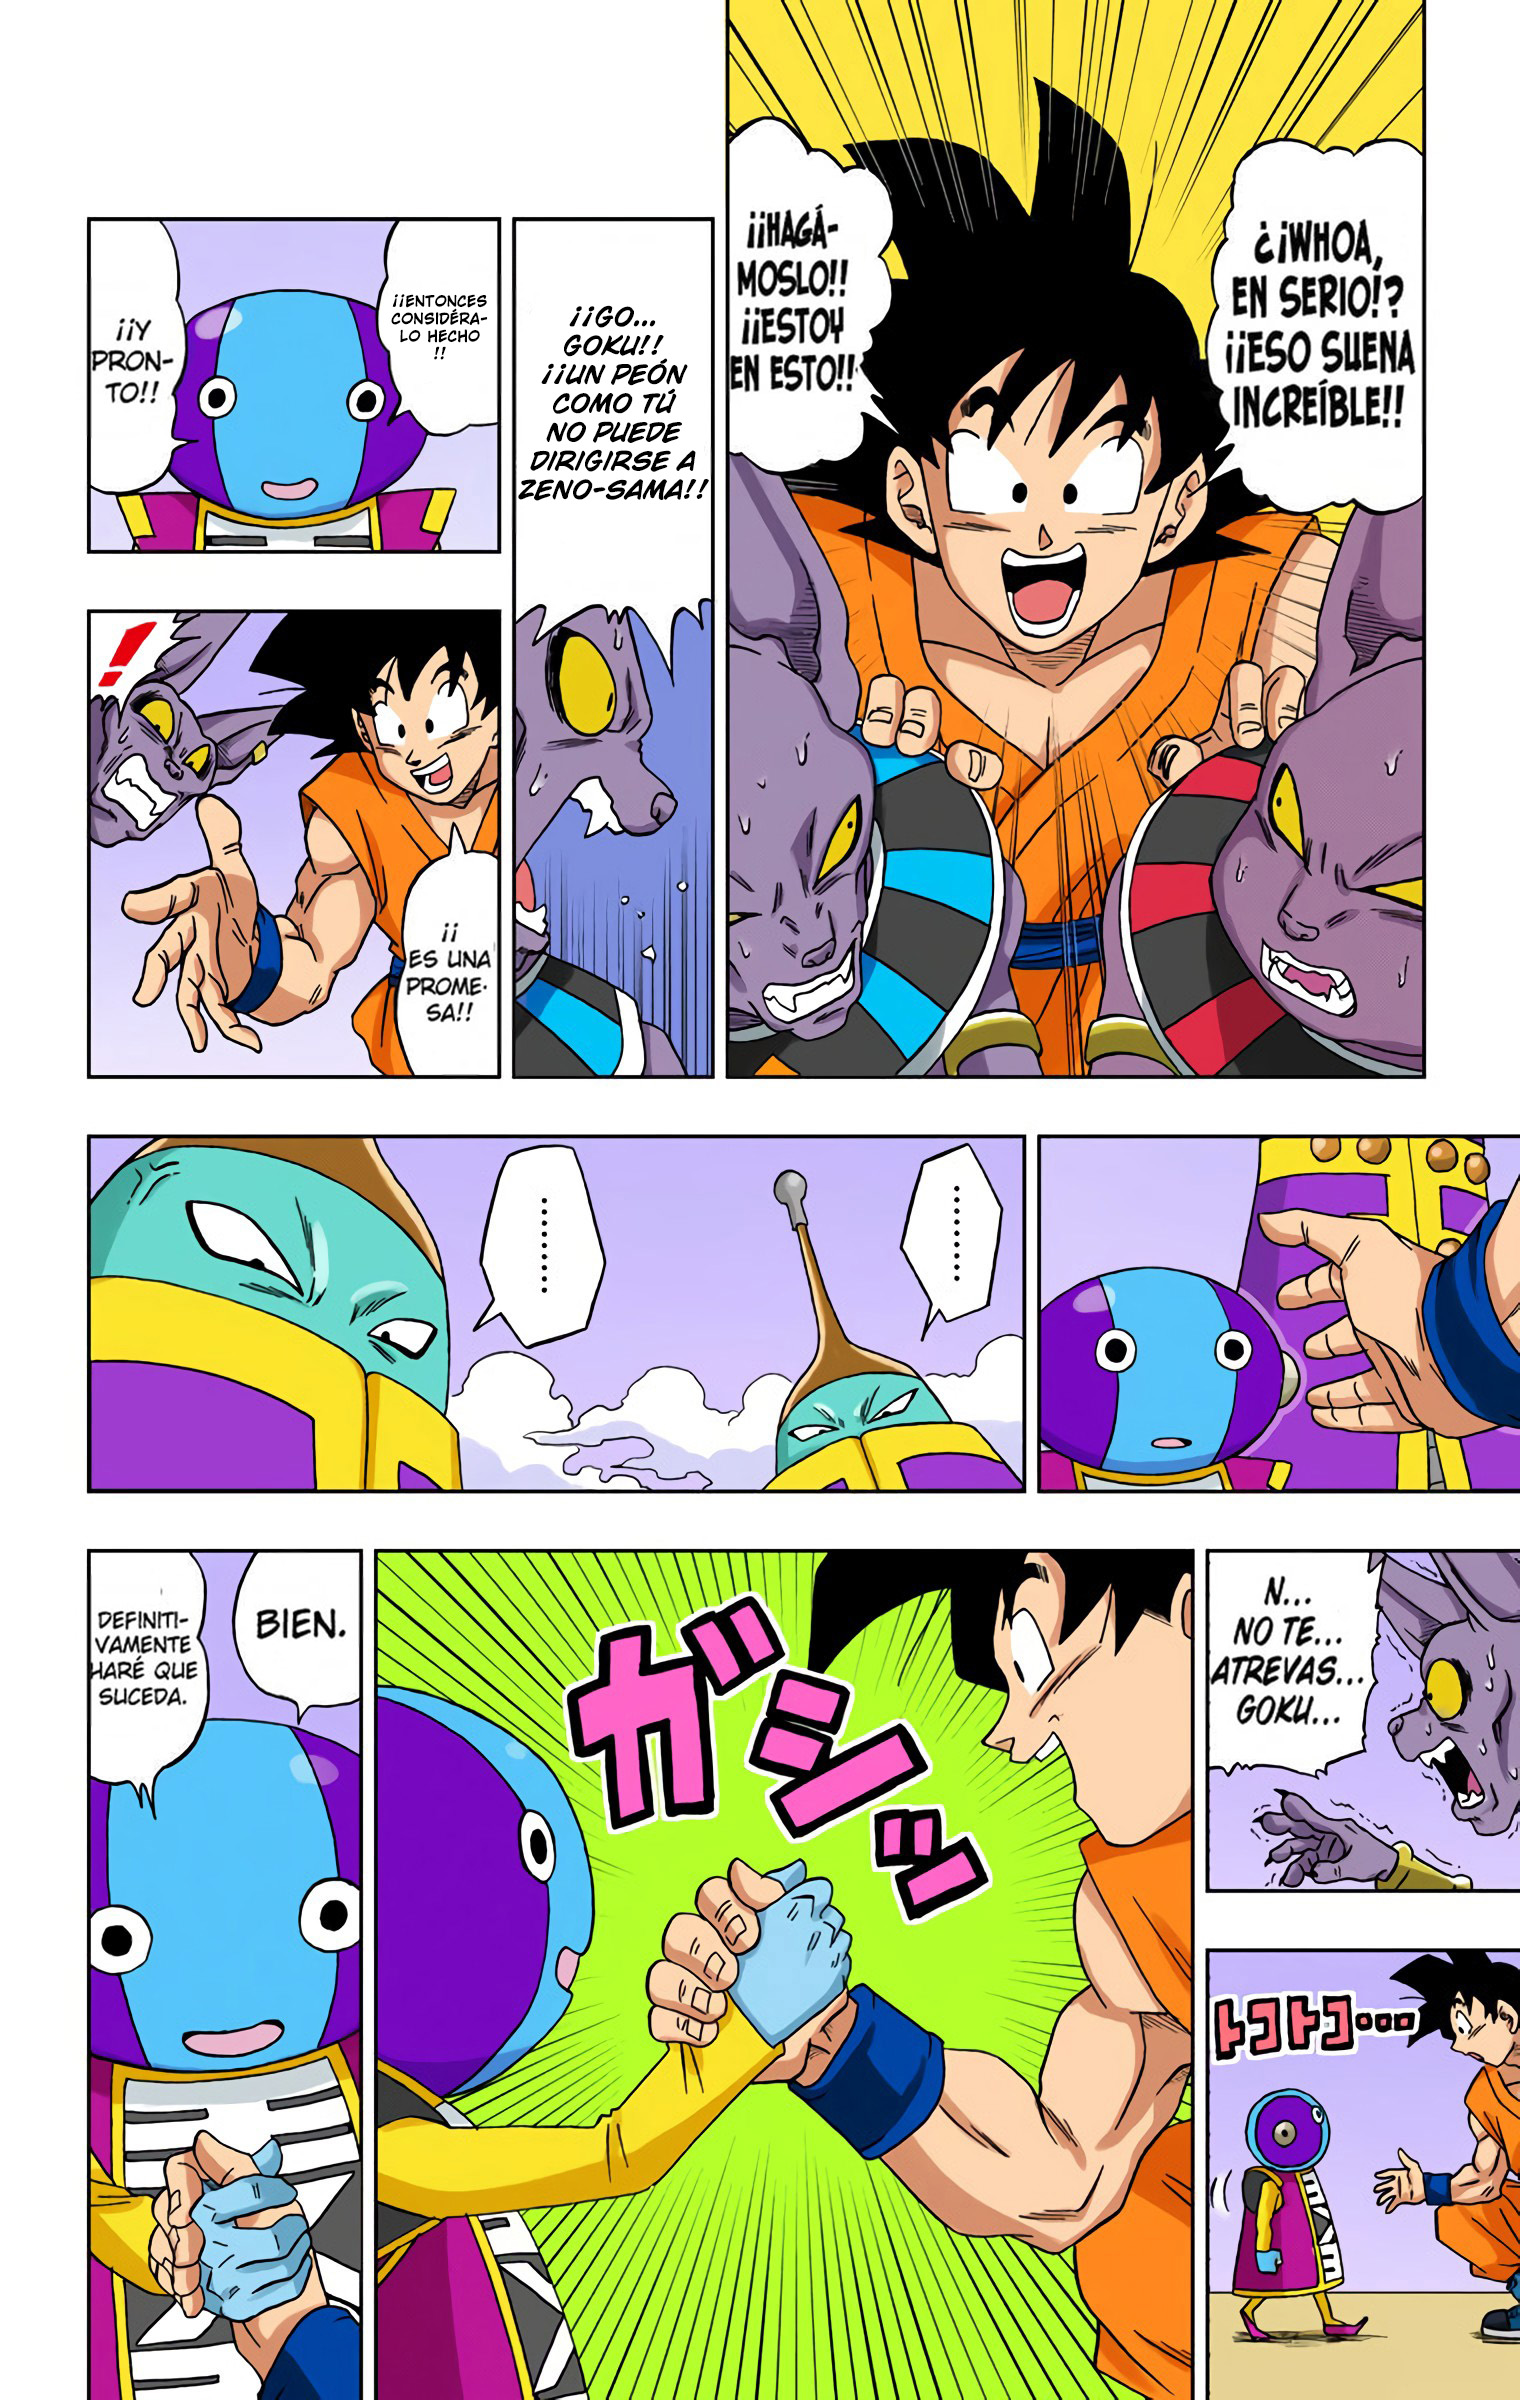 ¿¡WHOA,
EN SERIO!?
¡¡ESO SUENA
INCREÍBLE!!
¡¡HAGÁ-
MOSLO!!
¡¡ESTOY
EN ESTO!!
¡¡GO...
GOKU!!
¡¡UN PEÓN
COMO TÚ
NO PUEDE
DIRIGIRSE A
ZENO-SAMA!!
¡¡ENTONCES
CONSIDÉRA-
LO HECHO
!!
¡¡Y
PRON-
TO!!
!
¡¡
ES UNA
PROME-
SA!!
.........
..........
N...
NO TE...
ATREVAS...
GOKU...
トコトコ・・・
ガシッ
BIEN.
DEFINITI-
VAMENTE
HARÉ QUE
SUCEDA.